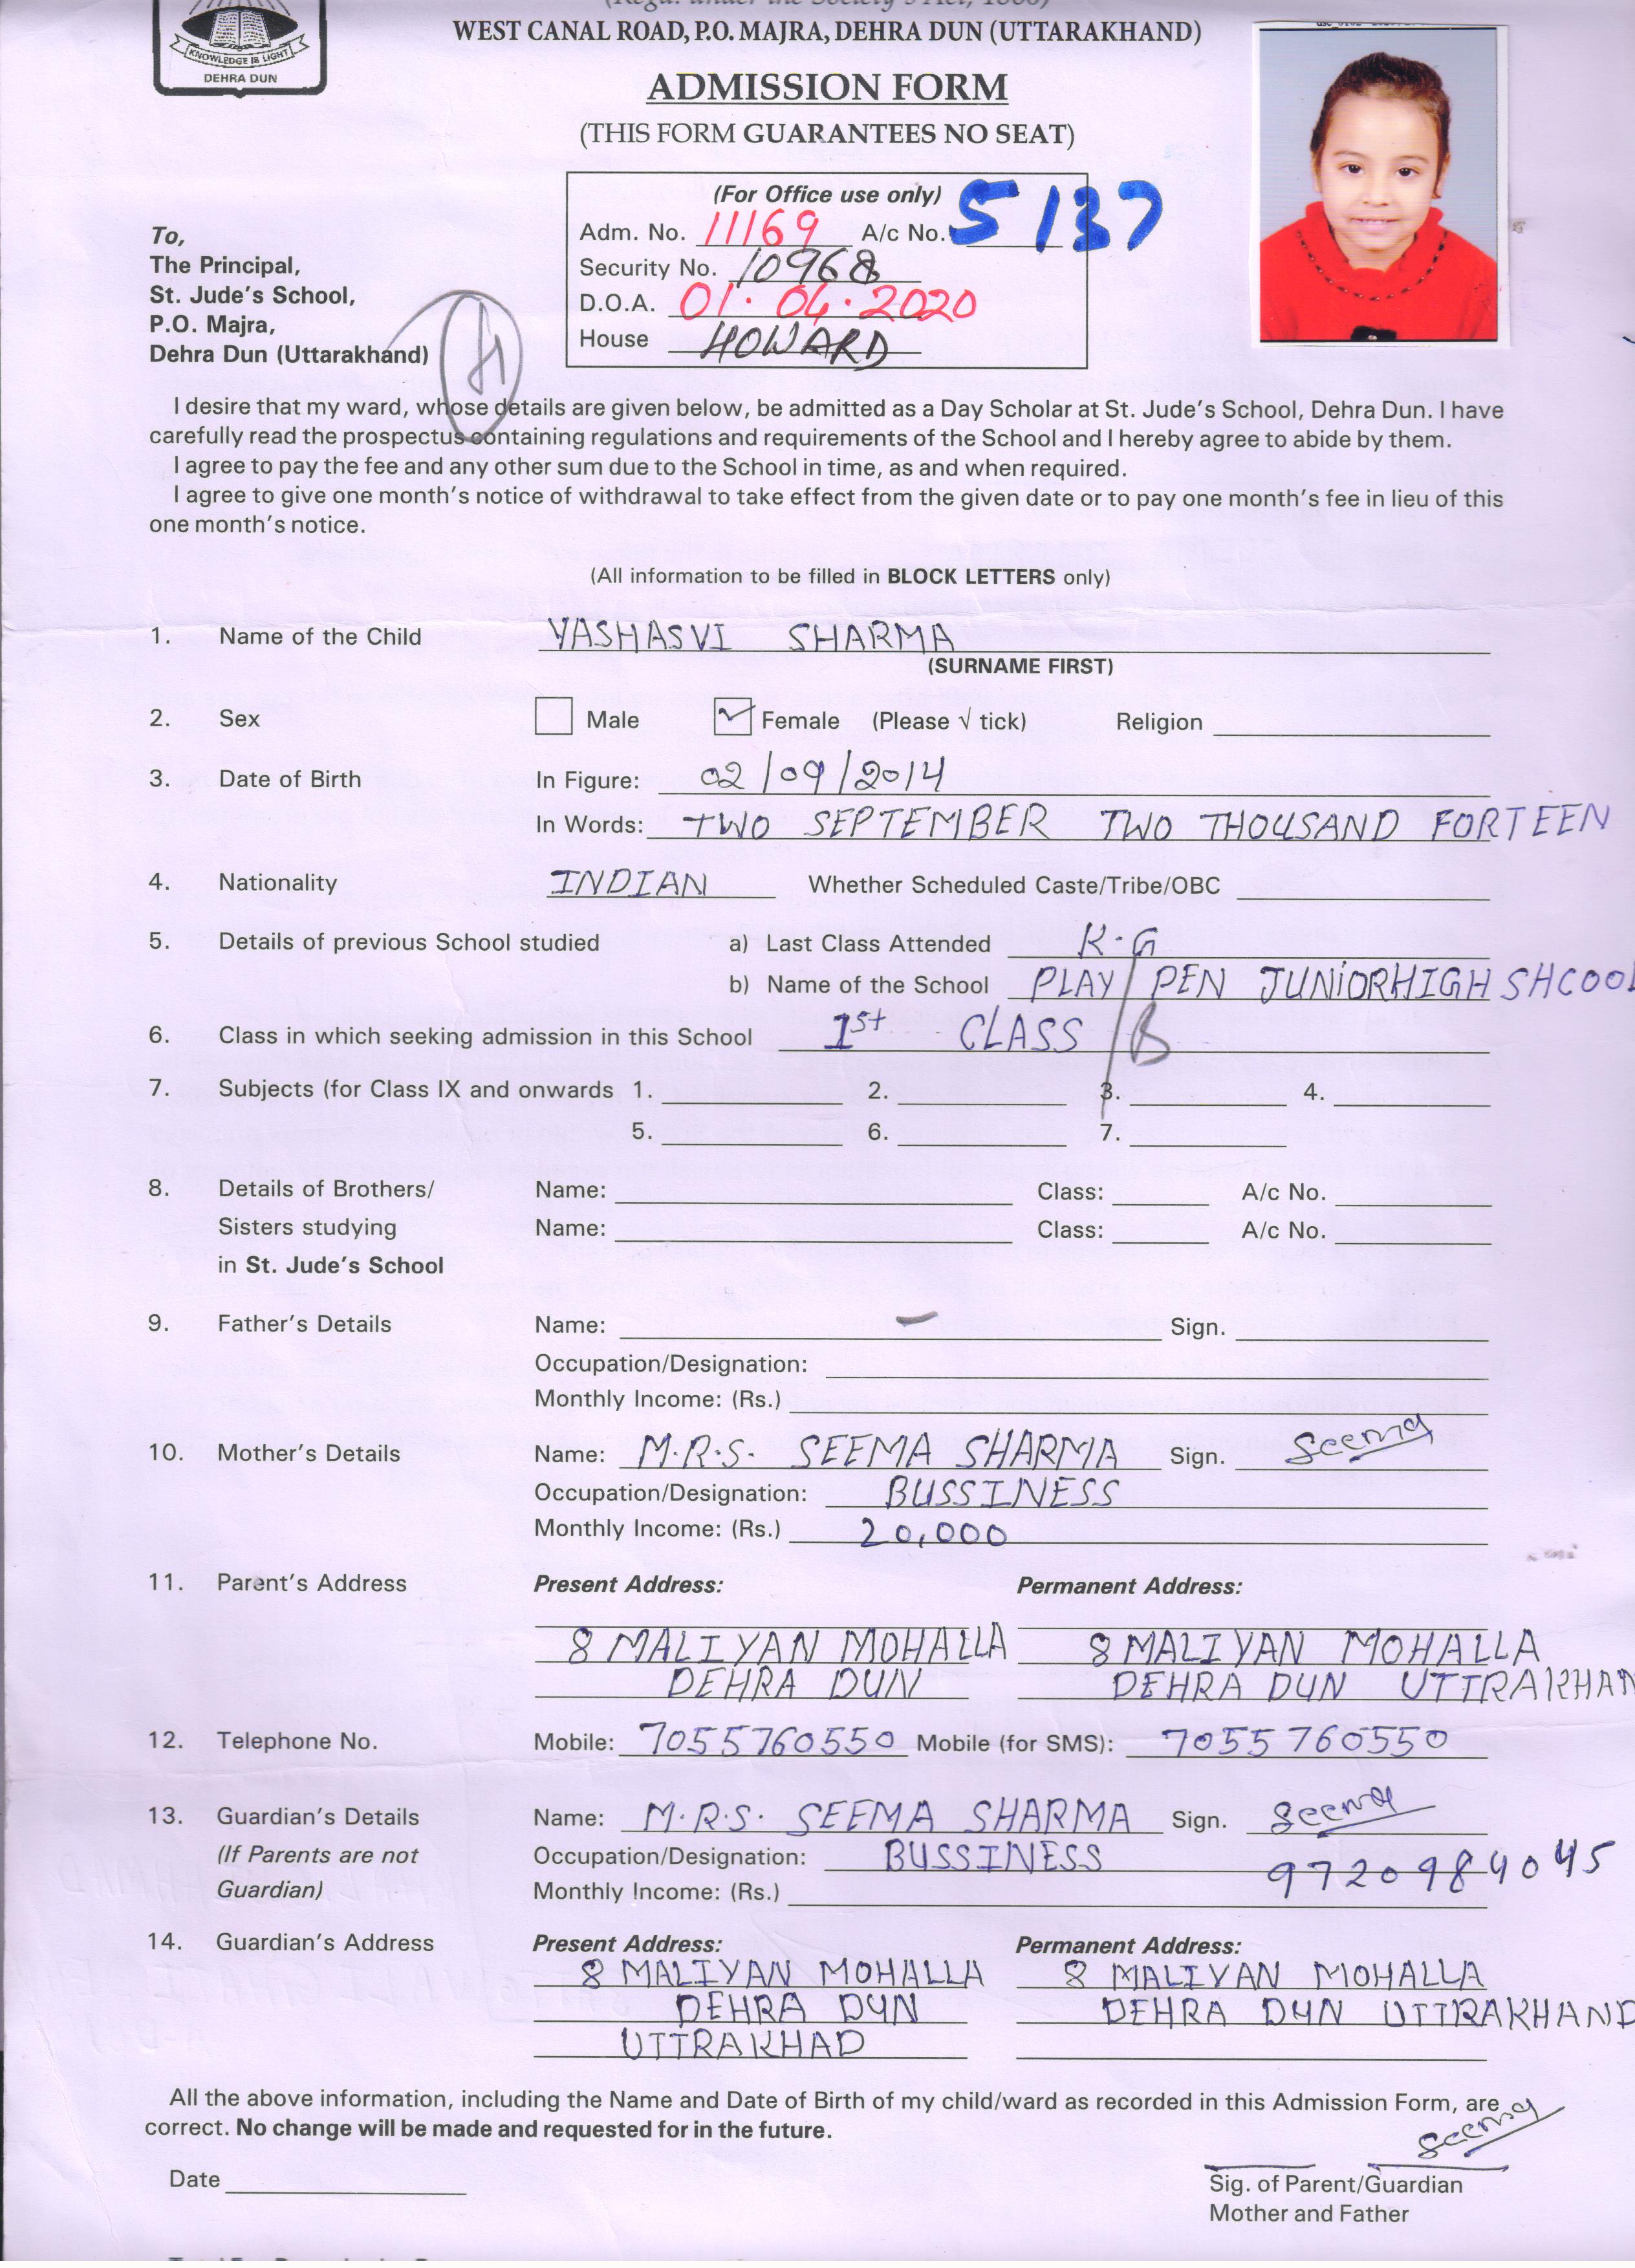 (Regd. under the Society's Act, 1860)
WEST CANAL ROAD, P.O. MAJRA, DEHRA DUN (UTTARAKHAND)
KNOWLEDGE IS LIGHT
DEHRA DUN
ADMISSION FORM
(THIS FORM GUARANTEES NO SEAT)
(For Office use only)
Adm. No. 11169 A/c No. 5137
Security No. 10968
D.O.A. 01.04.2020
House HOWARD
To,
The Principal,
St. Jude's School,
P.O. Majra,
Dehra Dun (Uttarakhand)
I desire that my ward, whose details are given below, be admitted as a Day Scholar at St. Jude's School, Dehra Dun. I have
carefully read the prospectus containing regulations and requirements of the School and I hereby agree to abide by them.
I agree to pay the fee and any other sum due to the School in time, as and when required.
I agree to give one month's notice of withdrawal to take effect from the given date or to pay one month's fee in lieu of this
one month's notice.
(All information to be filled in BLOCK LETTERS only)
1. Name of the Child YASHASVI SHARMA
(SURNAME FIRST)
2. Sex Male Female (Please √ tick) Religion
3. Date of Birth In Figure: 02/09/2014
In Words: TWO SEPTEMBER TWO THOUSAND FORTEEN
4. Nationality INDIAN Whether Scheduled Caste/Tribe/OBC
5. Details of previous School studied a) Last Class Attended K.G
b) Name of the School PLAY PEN JUNIORHIGH SHCOOL
6. Class in which seeking admission in this School 1st CLASS /B
7. Subjects (for Class IX and onwards 1. 2. 3. 4.
5. 6. 7.
8. Details of Brothers/ Name: Class: A/c No.
Sisters studying Name: Class: A/c No.
in St. Jude's School
9. Father's Details Name: – Sign.
Occupation/Designation:
Monthly Income: (Rs.)
10. Mother's Details Name: M.R.S. SEEMA SHARMA Sign. Seema
Occupation/Designation: BUSSINESS
Monthly Income: (Rs.) 20,000
11. Parent's Address Present Address: Permanent Address:
8 MALIYAN MOHALLA 8 MALIYAN MOHALLA
DEHRA DUN DEHRA DUN UTTRAKHAN
12. Telephone No. Mobile: 7055760550 Mobile (for SMS): 7055760550
13. Guardian's Details Name: M.R.S. SEEMA SHARMA Sign. Seema
(If Parents are not Occupation/Designation: BUSSINESS 9720984045
Guardian) Monthly Income: (Rs.)
14. Guardian's Address Present Address: Permanent Address:
8 MALIYAN MOHALLA 8 MALIYAN MOHALLA
DEHRA DUN DEHRA DUN UTTRAKHAND
UTTRAKHAD
All the above information, including the Name and Date of Birth of my child/ward as recorded in this Admission Form, are
correct. No change will be made and requested for in the future.
Seema
Date
Sig. of Parent/Guardian
Mother and Father